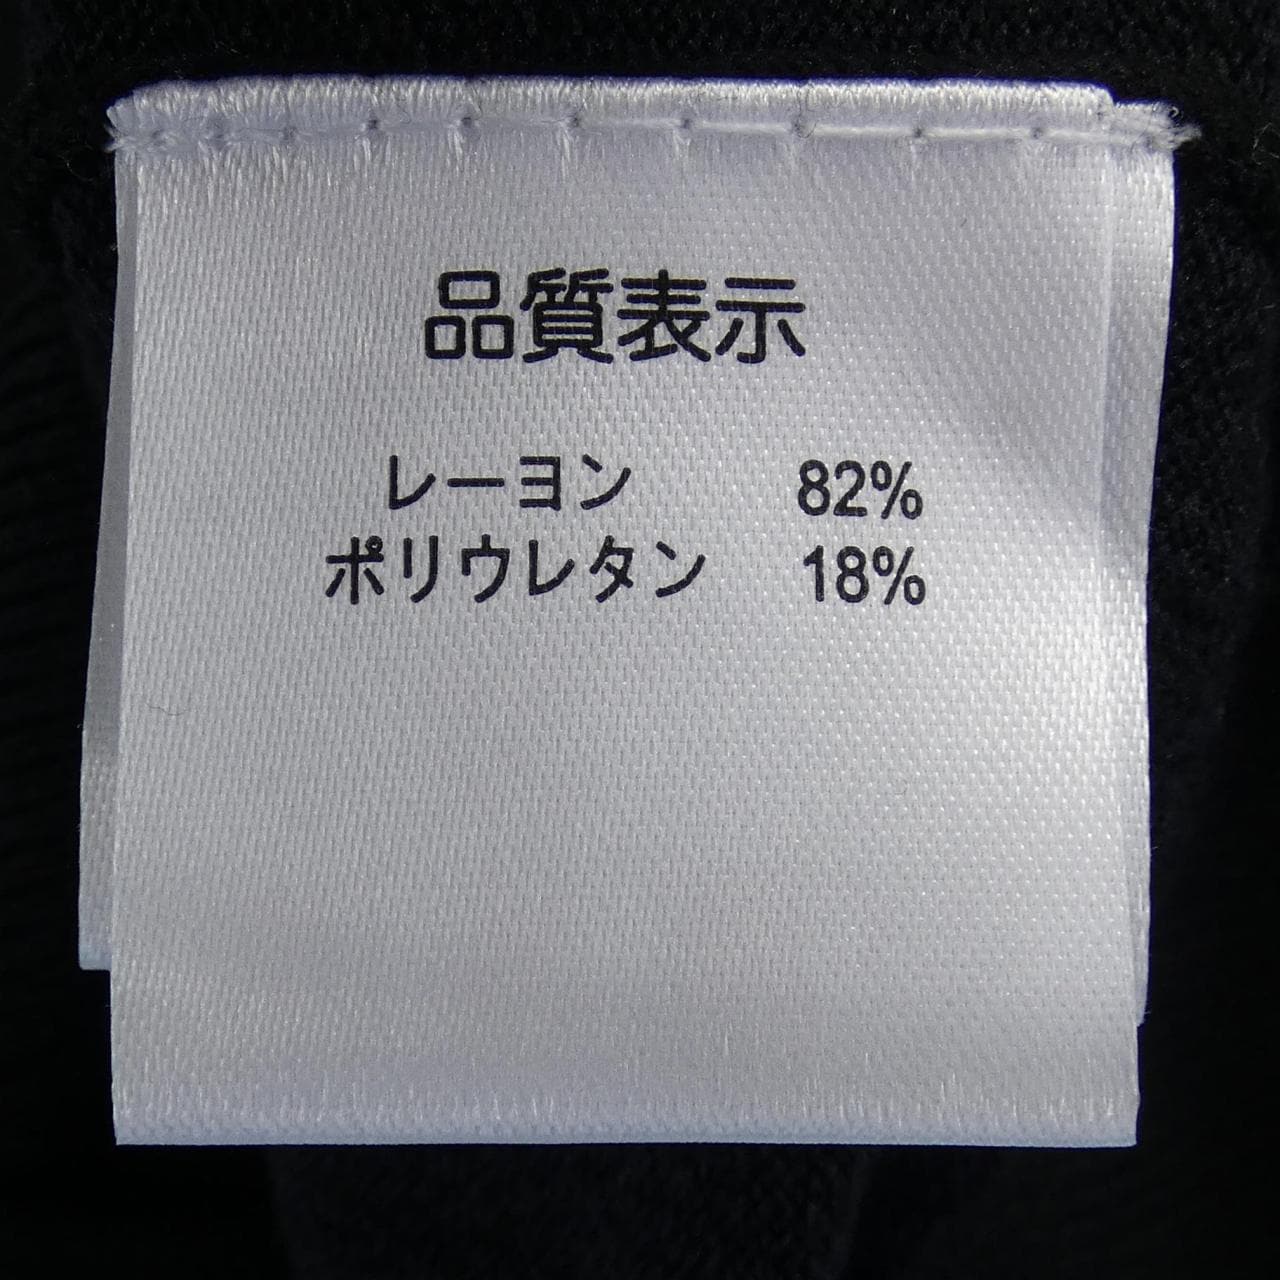 品質表示
レーヨン 82%
ポリウレタン 18%